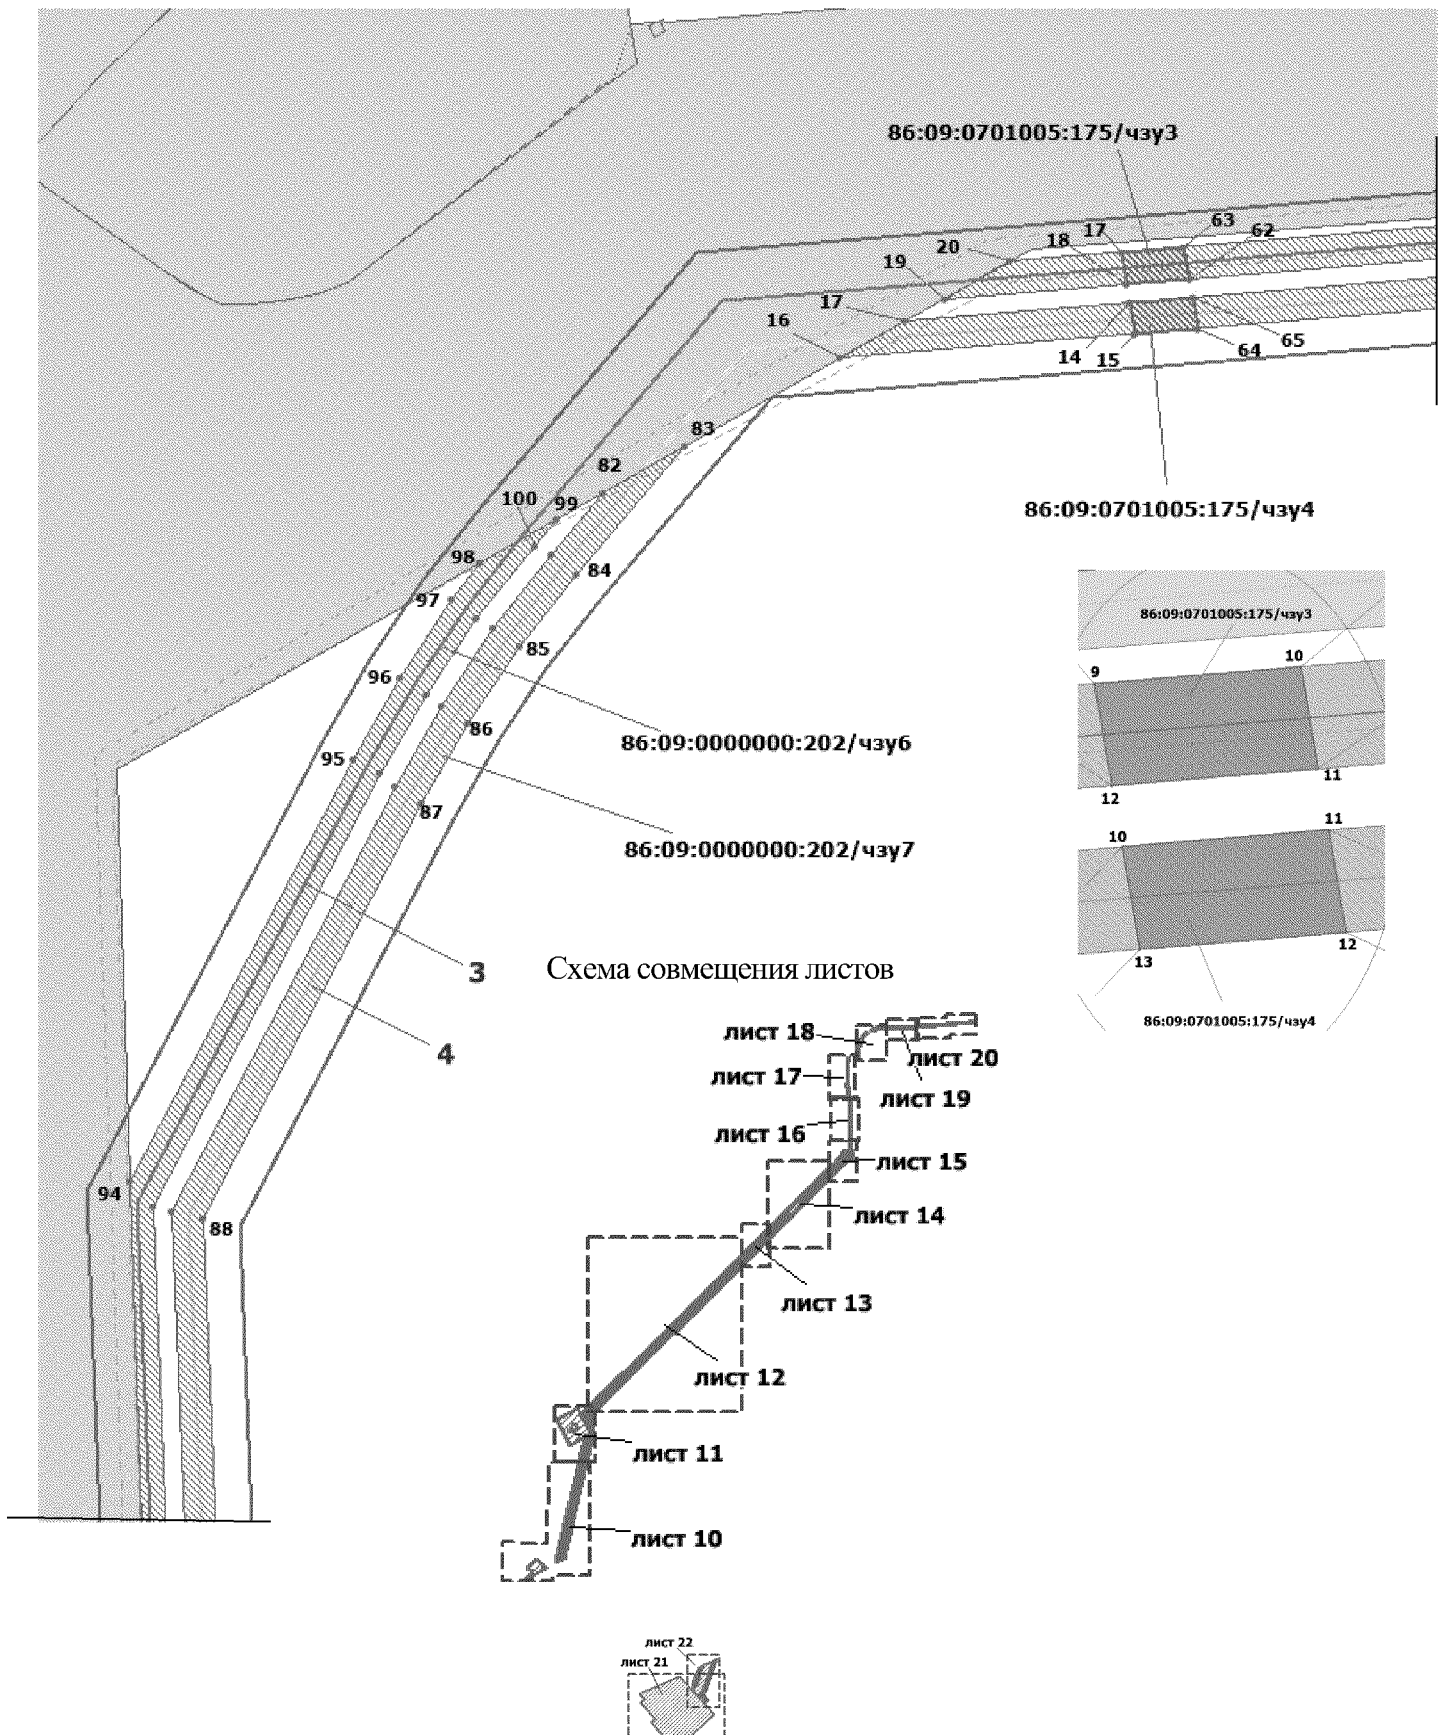 86:09:0701005:175/чзу3
63
17
62
18
20
19
17
16
14
15
64
65
83
82
86:09:0701005:175/чзу4
100
99
98
84
97
86:09:0701005:175/чзу3
85
10
9
96
86
86:09:0000000:202/чзу6
95
11
12
87
11
10
86:09:0000000:202/чзу7
12
13
3
Схема совмещения листов
86:09:0701005:175/чзу4
лист 18
4
лист 20
лист 17
лист 19
лист 16
лист 15
94
88
лист 14
лист 13
лист 12
лист 11
лист 10
лист 22
лист 21